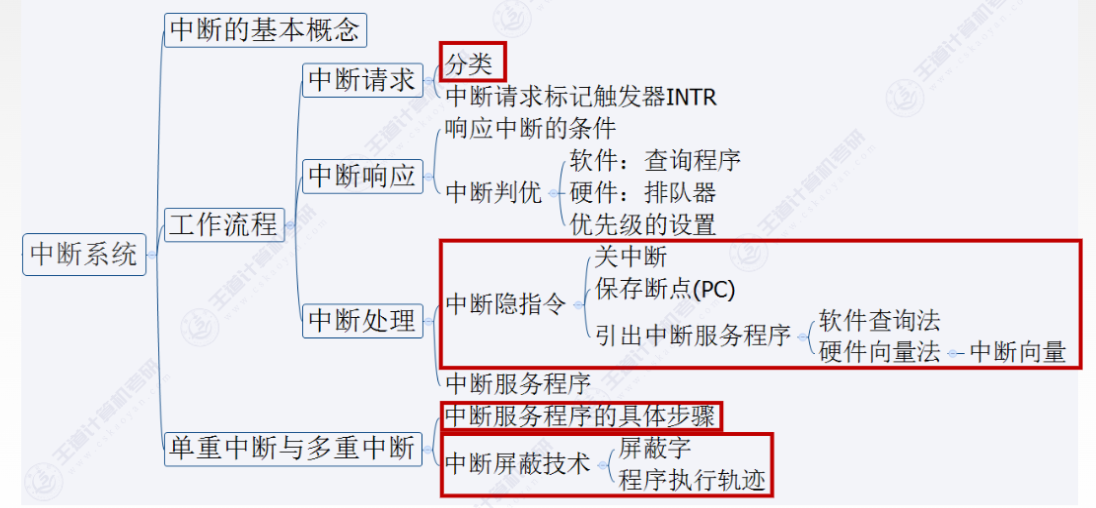 中断的基本概念
分类
中断请求
中断请求标记触发器INTR
响应中断的条件
软件：查询程序
中断响应
中断判优
硬件：排队器
优先级的设置
工作流程
中断系统
关中断
保存断点(PC)
中断隐指令
中断处理
引出中断服务程序
软件查询法
硬件向量法
中断向量
中断服务程序
中断服务程序的具体步骤
单重中断与多重中断
屏蔽字
中断屏蔽技术
程序执行轨迹
王道计算机考研